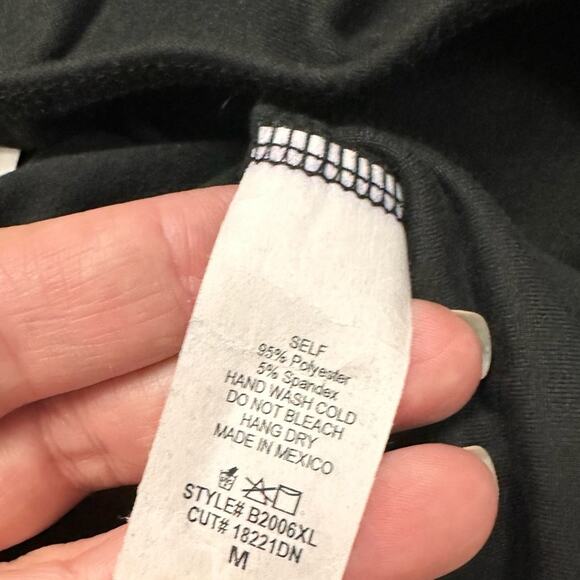 SELF
95% Polyester
5% Spandex
HAND WASH COLD
DO NOT BLEACH
HANG DRY
MADE IN MEXICO
STYLE# B2006XL
CUT# 18221DN
M